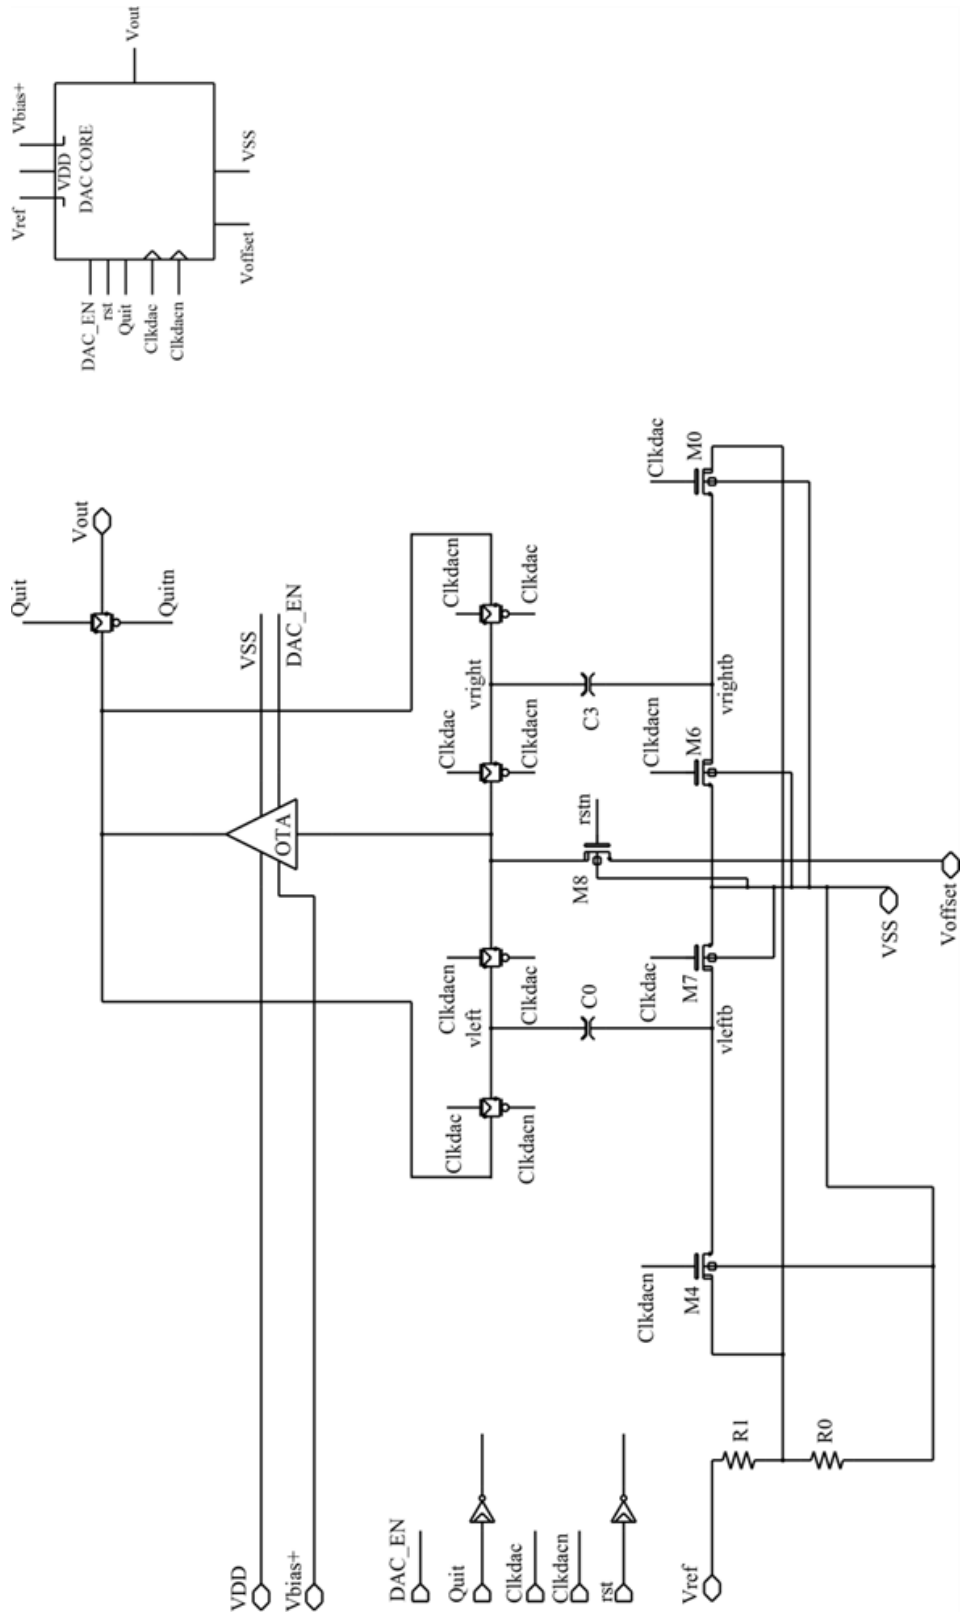 Vref
VDD
Vbias+
DAC CORE
DAC_EN
rst
Quit
Clkdac
Clkdacn
Vout
Voffset
VSS
Quit
Vout
Quitn
VSS
DAC_EN
OTA
VDD
Vbias+
Clkdac
Clkdacn
vleft
Clkdacn
Clkdac
Clkdac
Clkdacn
vright
Clkdacn
Clkdac
C0
M8
rstn
C3
DAC_EN
Quit
Clkdac
Clkdacn
rst
Vref
R1
R0
Clkdacn
M4
vleftb
Clkdac
M7
Clkdacn
M6
vrightb
Clkdac
M0
VSS
Voffset